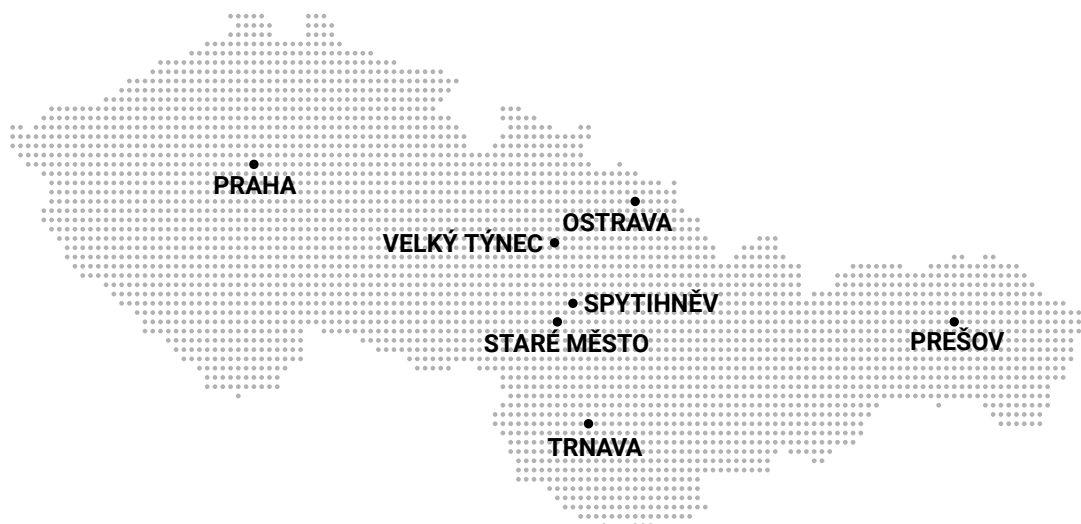 PRAHA
OSTRAVA
VELKÝ TÝNEC
SPYTIHNĚV
STARÉ MĚSTO
PREŠOV
TRNAVA